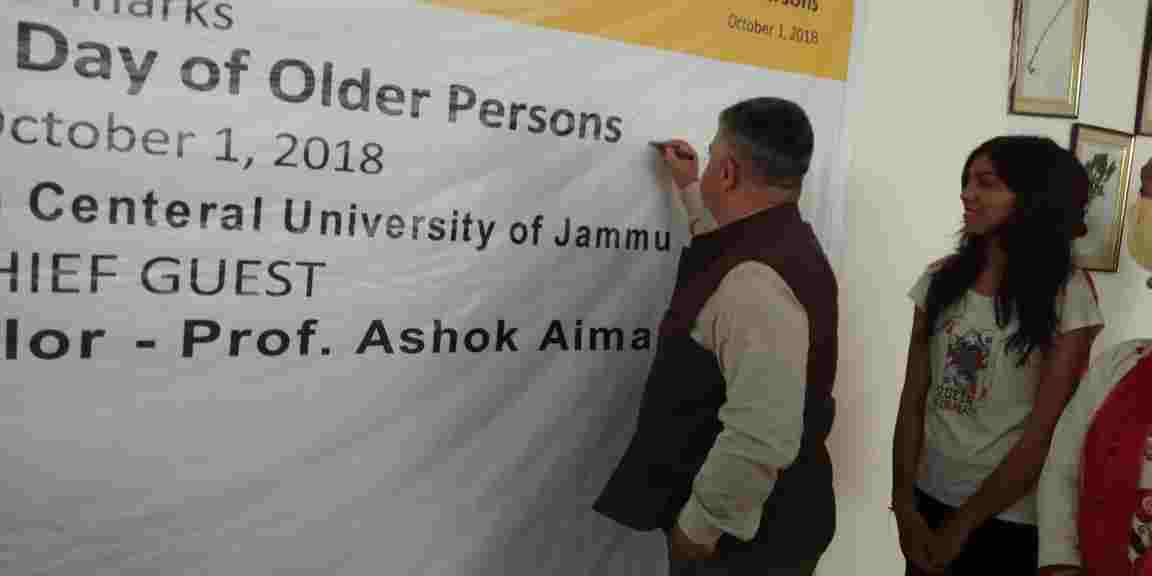 marks
Day of Older Persons
October 1, 2018
Centeral University of Jammu
CHIEF GUEST
lor - Prof. Ashok Aima
October 1, 2018